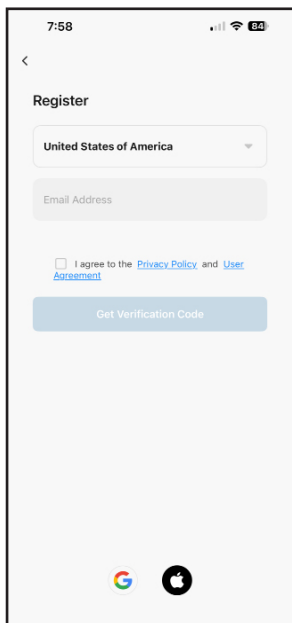 7:58
84
Register
United States of America
Email Address
I agree to the Privacy Policy and User
Agreement
Get Verification Code